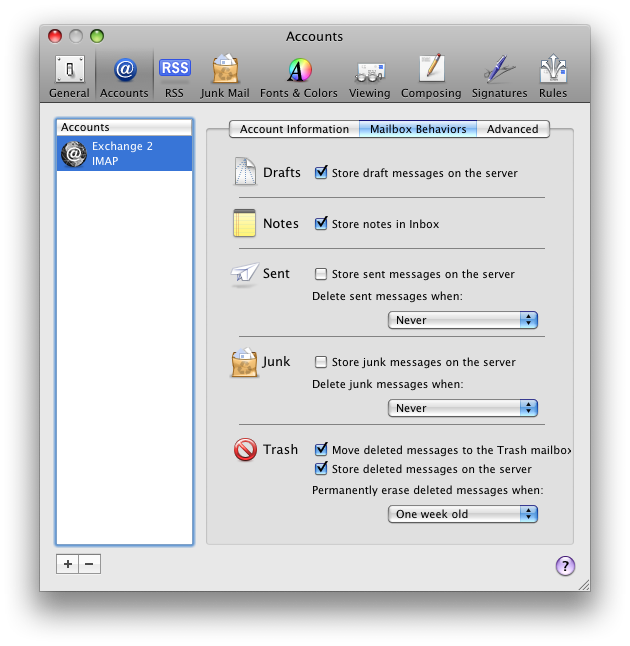 Accounts
General Accounts RSS Junk Mail Fonts & Colors Viewing Composing Signatures Rules
RSS
Accounts
Exchange 2
IMAP
Account Information Mailbox Behaviors Advanced
Drafts Store draft messages on the server
Notes Store notes in Inbox
Sent Store sent messages on the server
Delete sent messages when:
Never
Junk Store junk messages on the server
Delete junk messages when:
Never
Trash Move deleted messages to the Trash mailbox
Store deleted messages on the server
Permanently erase deleted messages when:
One week old
+ − ?